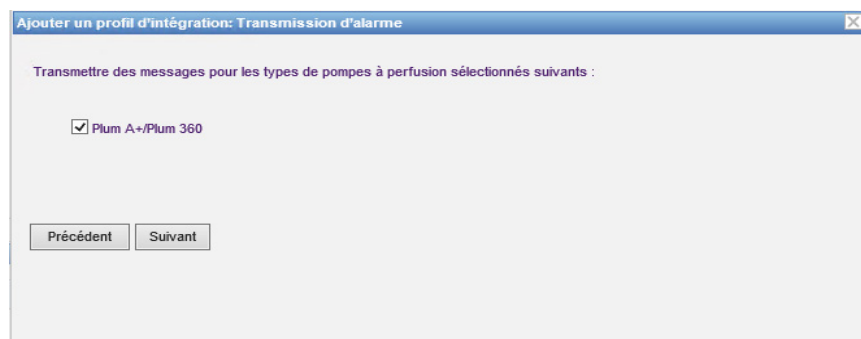 Ajouter un profil d'intégration: Transmission d'alarme
Transmettre des messages pour les types de pompes à perfusion sélectionnés suivants :
Plum A+/Plum 360
Précédent Suivant